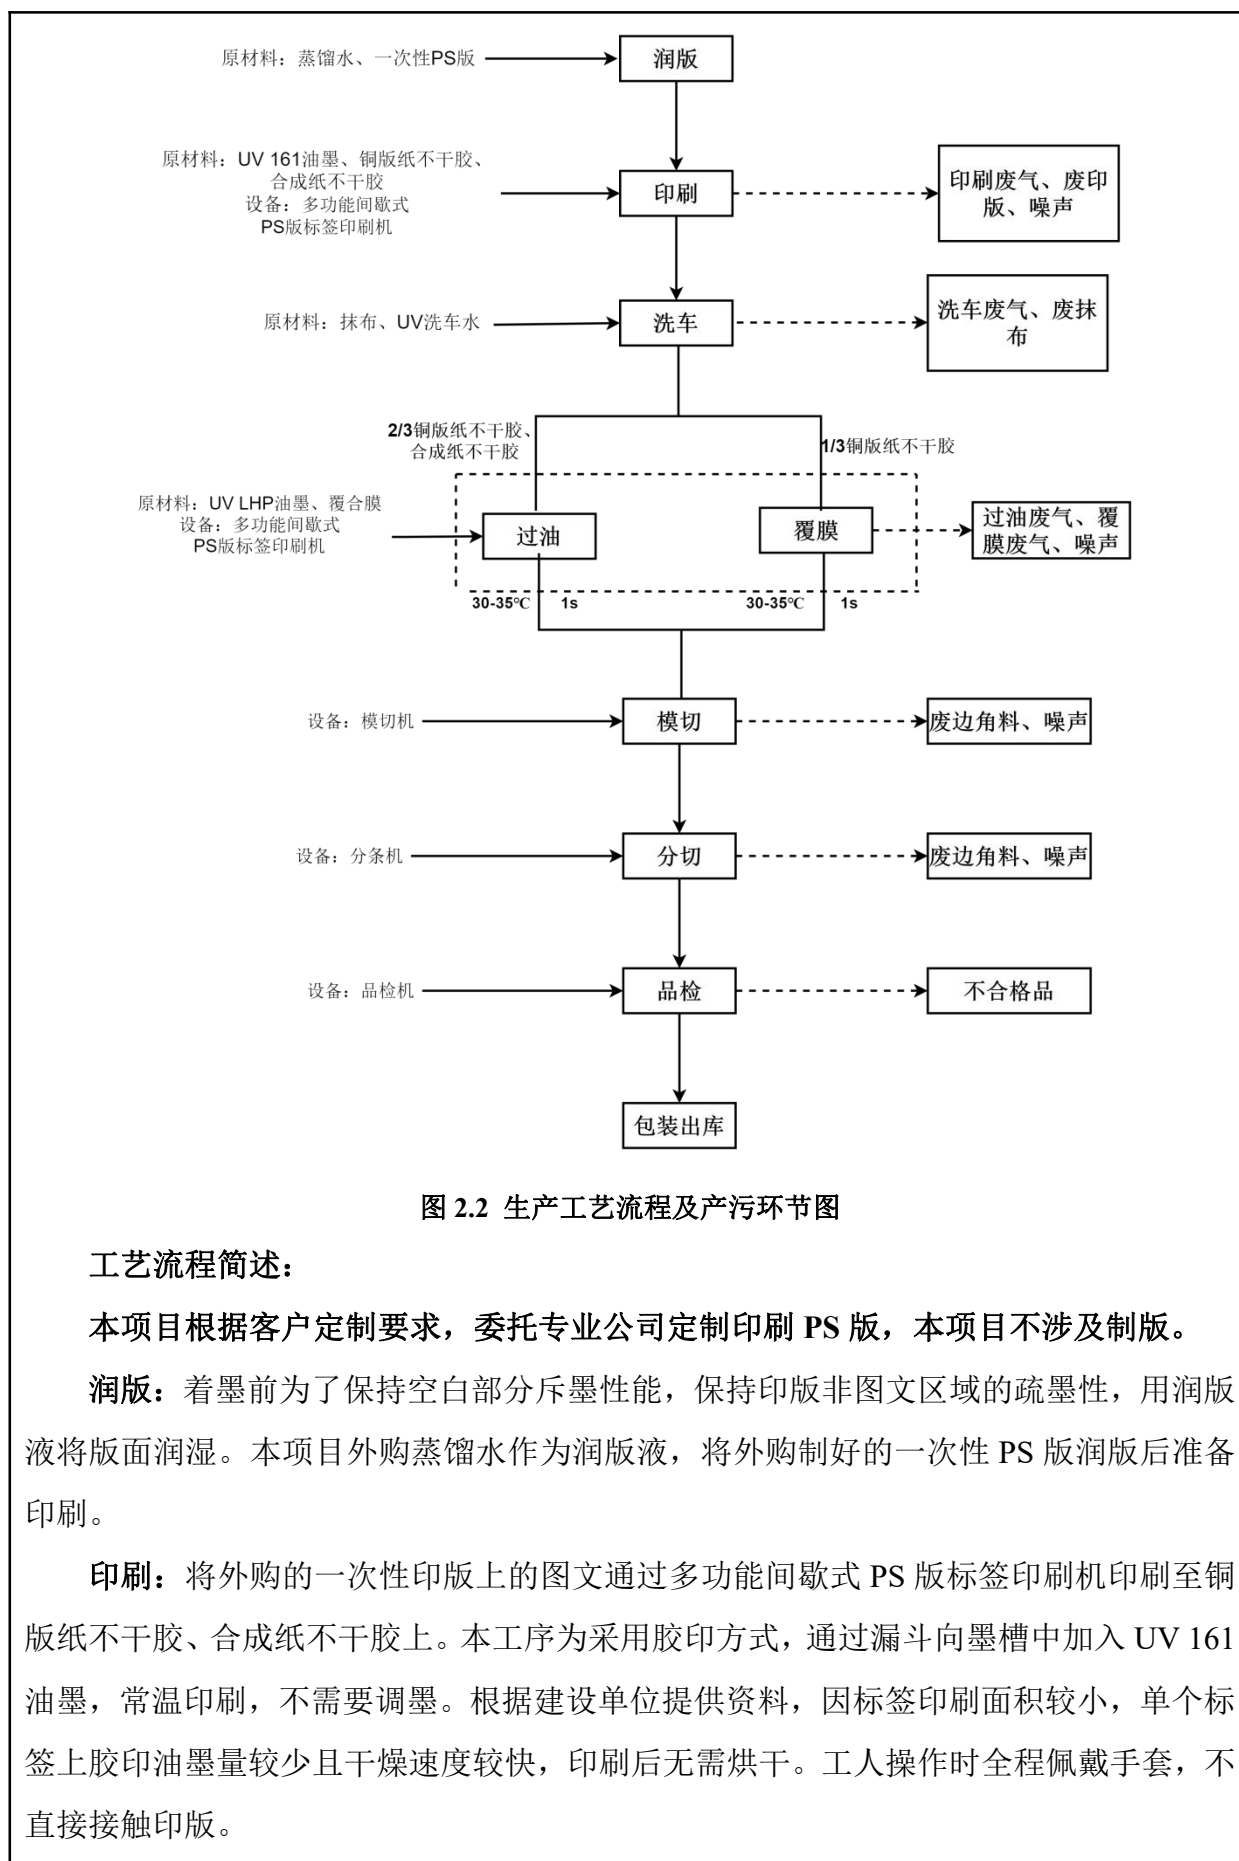 原材料：蒸馏水、一次性PS版
润版
原材料：UV 161油墨、铜版纸不干胶、
合成纸不干胶
设备：多功能间歇式
PS版标签印刷机
印刷
印刷废气、废印
版、噪声
原材料：抹布、UV洗车水
洗车
洗车废气、废抹
布
2/3铜版纸不干胶、
合成纸不干胶
1/3铜版纸不干胶
原材料：UV LHP油墨、覆合膜
设备：多功能间歇式
PS版标签印刷机
过油
覆膜
过油废气、覆
膜废气、噪声
30-35℃ 1s
30-35℃ 1s
设备：模切机
模切
废边角料、噪声
设备：分条机
分切
废边角料、噪声
设备：品检机
品检
不合格品
包装出库
图 2.2 生产工艺流程及产污环节图
工艺流程简述：
本项目根据客户定制要求，委托专业公司定制印刷 PS 版，本项目不涉及制版。
润版：着墨前为了保持空白部分斥墨性能，保持印版非图文区域的疏墨性，用润版
液将版面润湿。本项目外购蒸馏水作为润版液，将外购制好的一次性 PS 版润版后准备
印刷。
印刷：将外购的一次性印版上的图文通过多功能间歇式 PS 版标签印刷机印刷至铜
版纸不干胶、合成纸不干胶上。本工序为采用胶印方式，通过漏斗向墨槽中加入 UV 161
油墨，常温印刷，不需要调墨。根据建设单位提供资料，因标签印刷面积较小，单个标
签上胶印油墨量较少且干燥速度较快，印刷后无需烘干。工人操作时全程佩戴手套，不
直接接触印版。